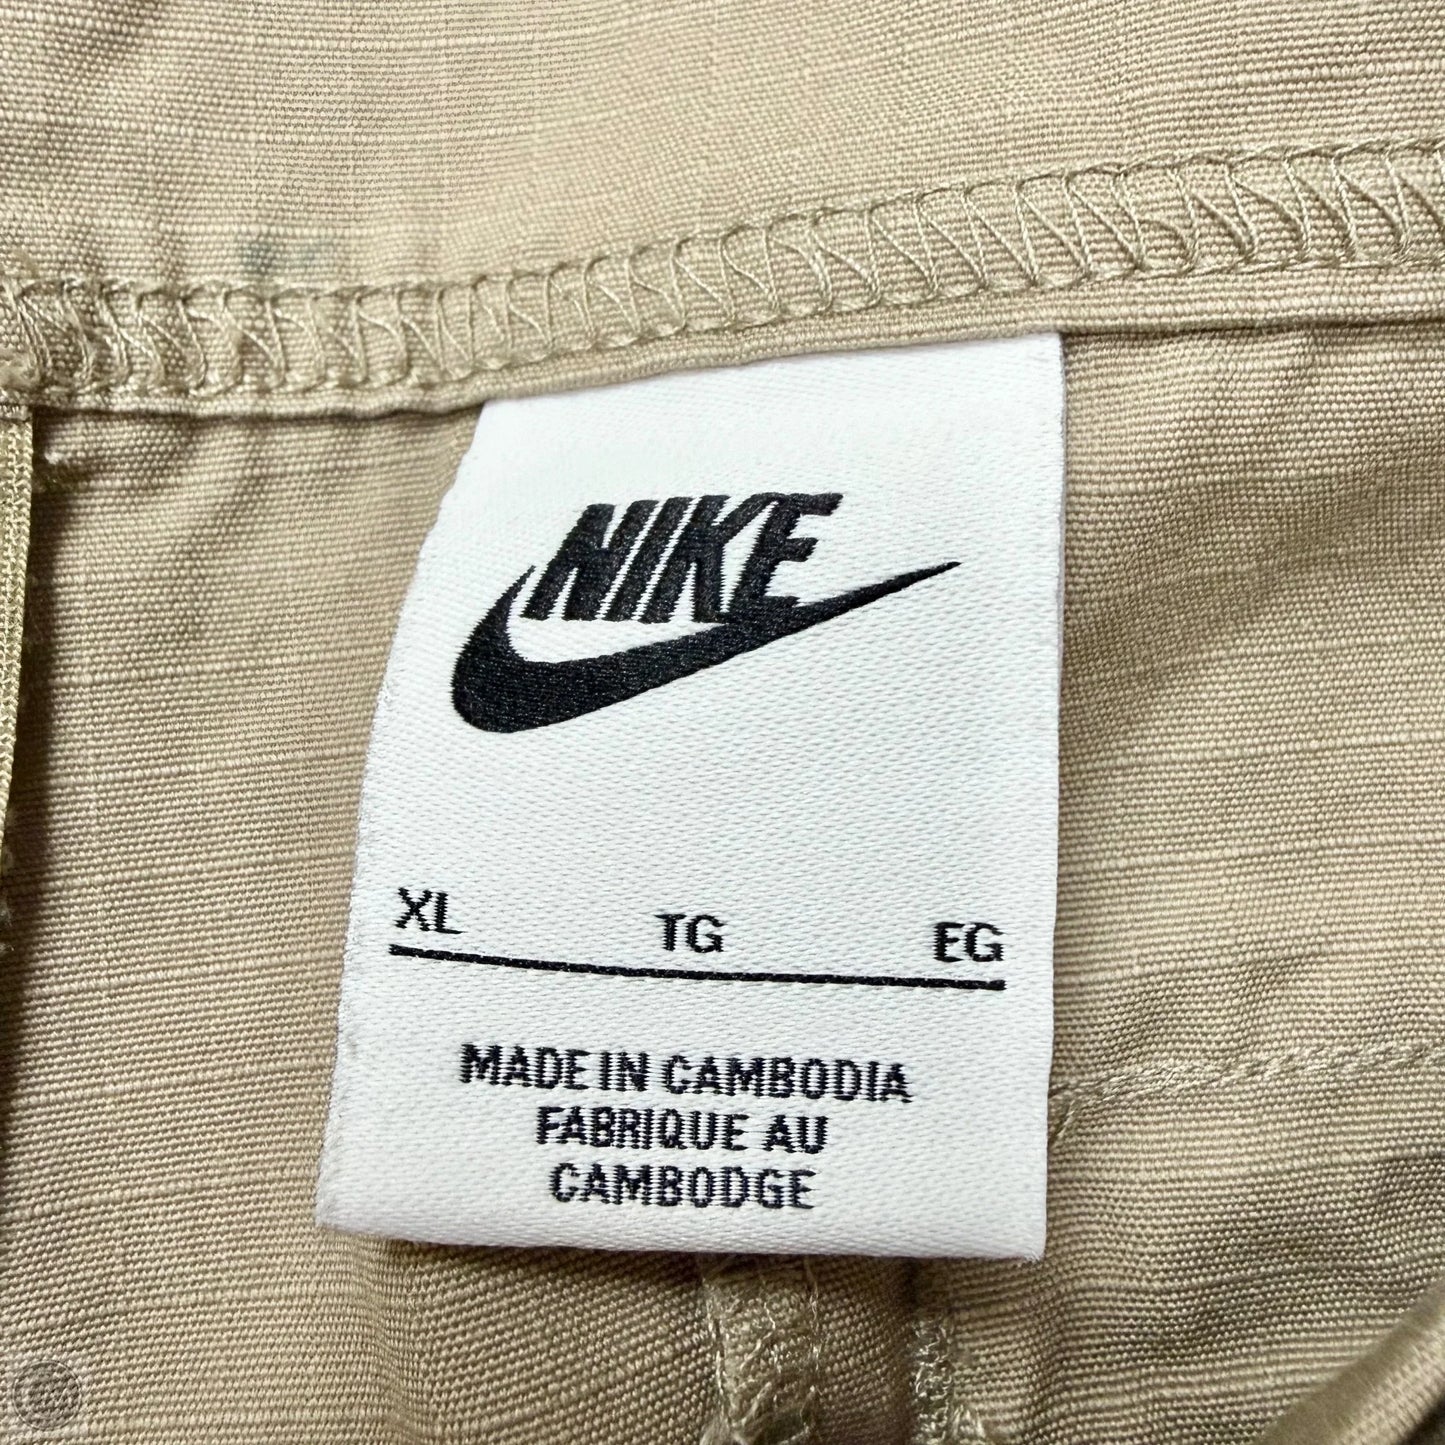 NIKE
XL TG EG
MADE IN CAMBODIA
FABRIQUE AU
CAMBODGE